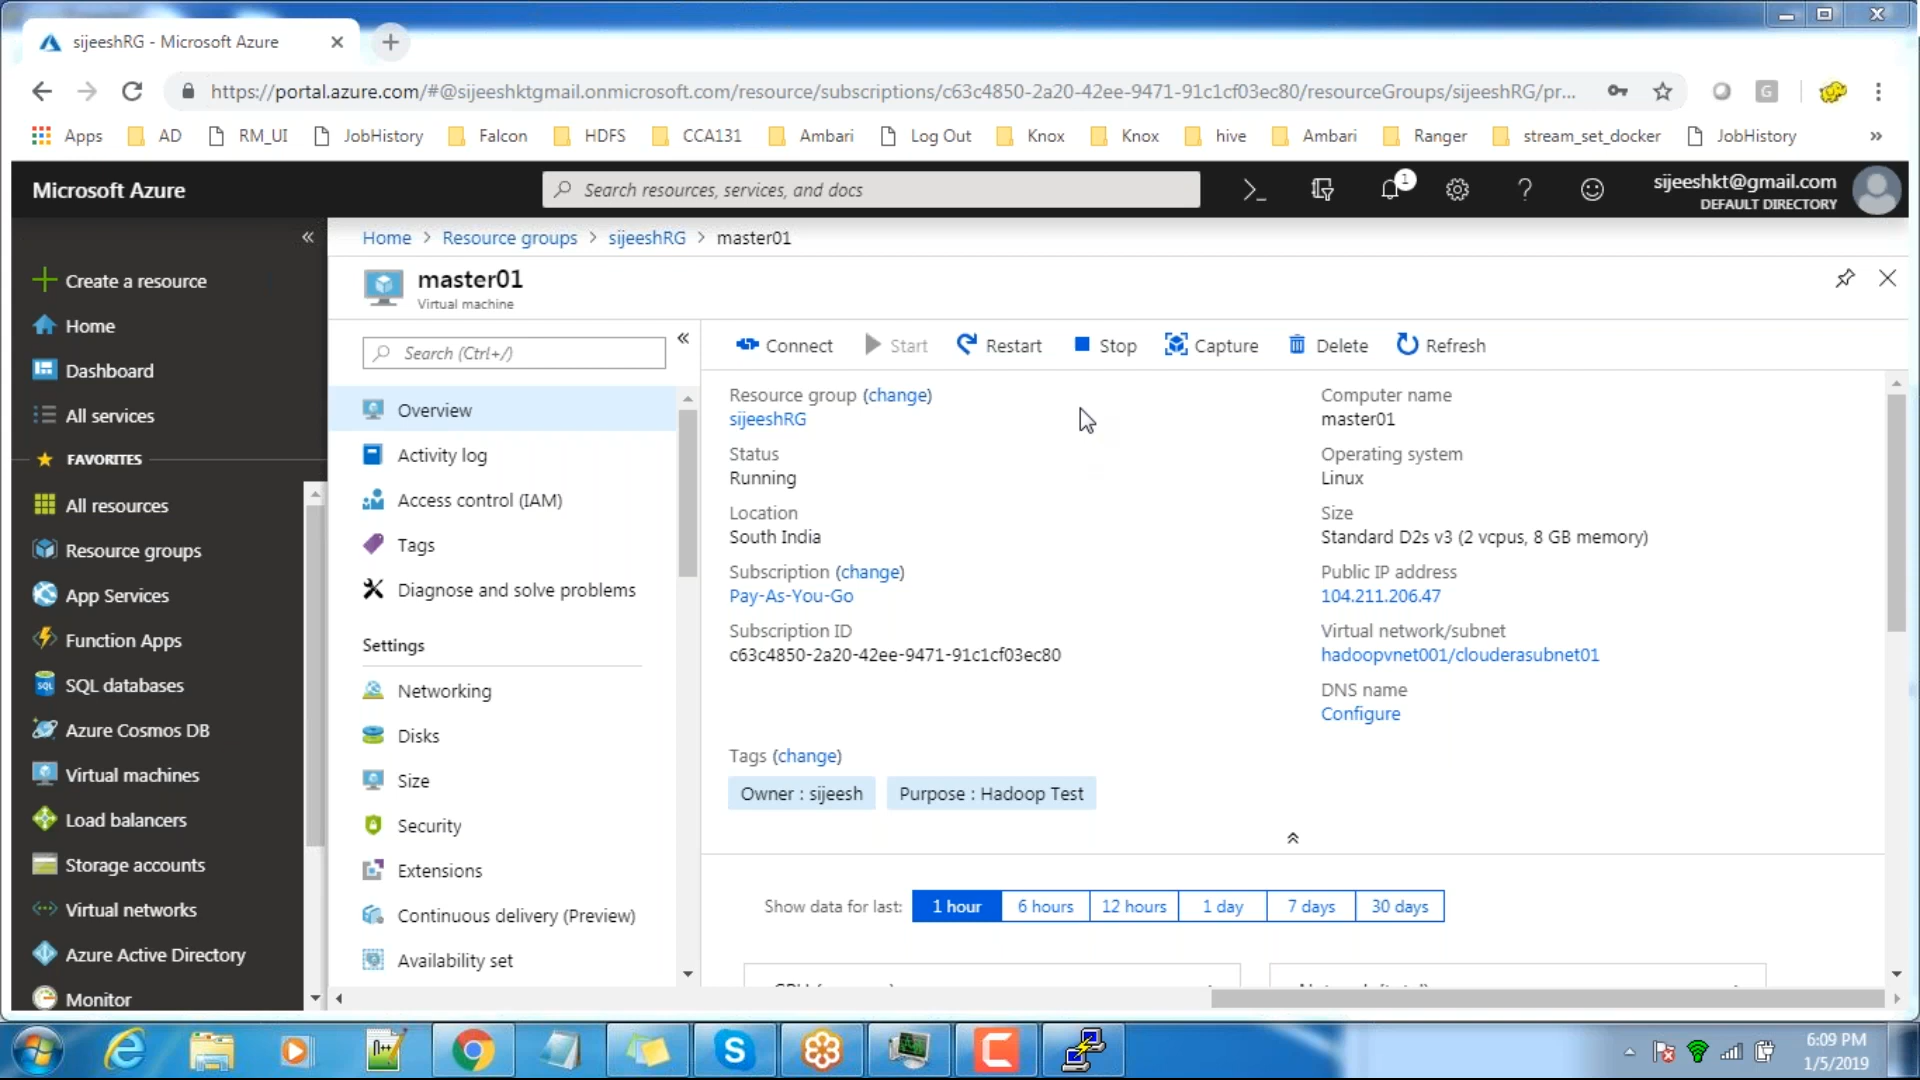 sijeeshRG - Microsoft Azure
https://portal.azure.com/#@sijeeshktgmail.onmicrosoft.com/resource/subscriptions/c63c4850-2a20-42ee-9471-91c1cf03ec80/resourceGroups/sijeeshRG/pr...
Apps AD RM_UI JobHistory Falcon HDFS CCA131 Ambari Log Out Knox Knox hive Ambari Ranger stream_set_docker JobHistory »
Microsoft Azure
Search resources, services, and docs
1
sijeeshkt@gmail.com
DEFAULT DIRECTORY
Create a resource
Home
Dashboard
All services
FAVORITES
All resources
Resource groups
App Services
Function Apps
SQL databases
Azure Cosmos DB
Virtual machines
Load balancers
Storage accounts
Virtual networks
Azure Active Directory
Monitor
Home > Resource groups > sijeeshRG > master01
master01
Virtual machine
Search (Ctrl+/)
Overview
Activity log
Access control (IAM)
Tags
Diagnose and solve problems
Settings
Networking
Disks
Size
Security
Extensions
Continuous delivery (Preview)
Availability set
Connect Start Restart Stop Capture Delete Refresh
Resource group (change)
sijeeshRG
Status
Running
Location
South India
Subscription (change)
Pay-As-You-Go
Subscription ID
c63c4850-2a20-42ee-9471-91c1cf03ec80
Computer name
master01
Operating system
Linux
Size
Standard D2s v3 (2 vcpus, 8 GB memory)
Public IP address
104.211.206.47
Virtual network/subnet
hadoopvnet001/clouderasubnet01
DNS name
Configure
Tags (change)
Owner : sijeesh Purpose : Hadoop Test
Show data for last: 1 hour 6 hours 12 hours 1 day 7 days 30 days
6:09 PM
1/5/2019